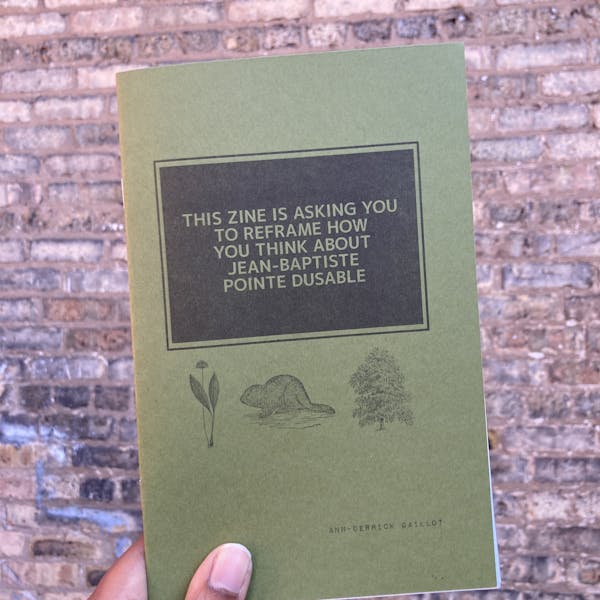 THIS ZINE IS ASKING YOU
TO REFRAME HOW
YOU THINK ABOUT
JEAN-BAPTISTE
POINTE DUSABLE
ANN-DERRICK GAILLOT